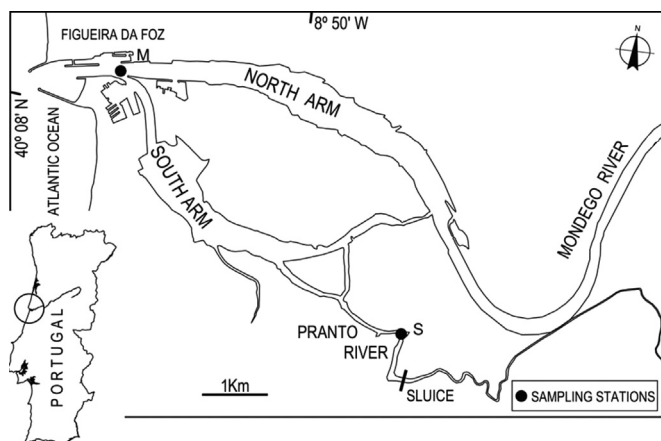 8º 50' W
FIGUEIRA DA FOZ
M
N
NORTH ARM
40º 08' N
ATLANTIC OCEAN
SOUTH ARM
MONDEGO RIVER
PORTUGAL
PRANTO
RIVER
S
1Km
SLUICE
SAMPLING STATIONS